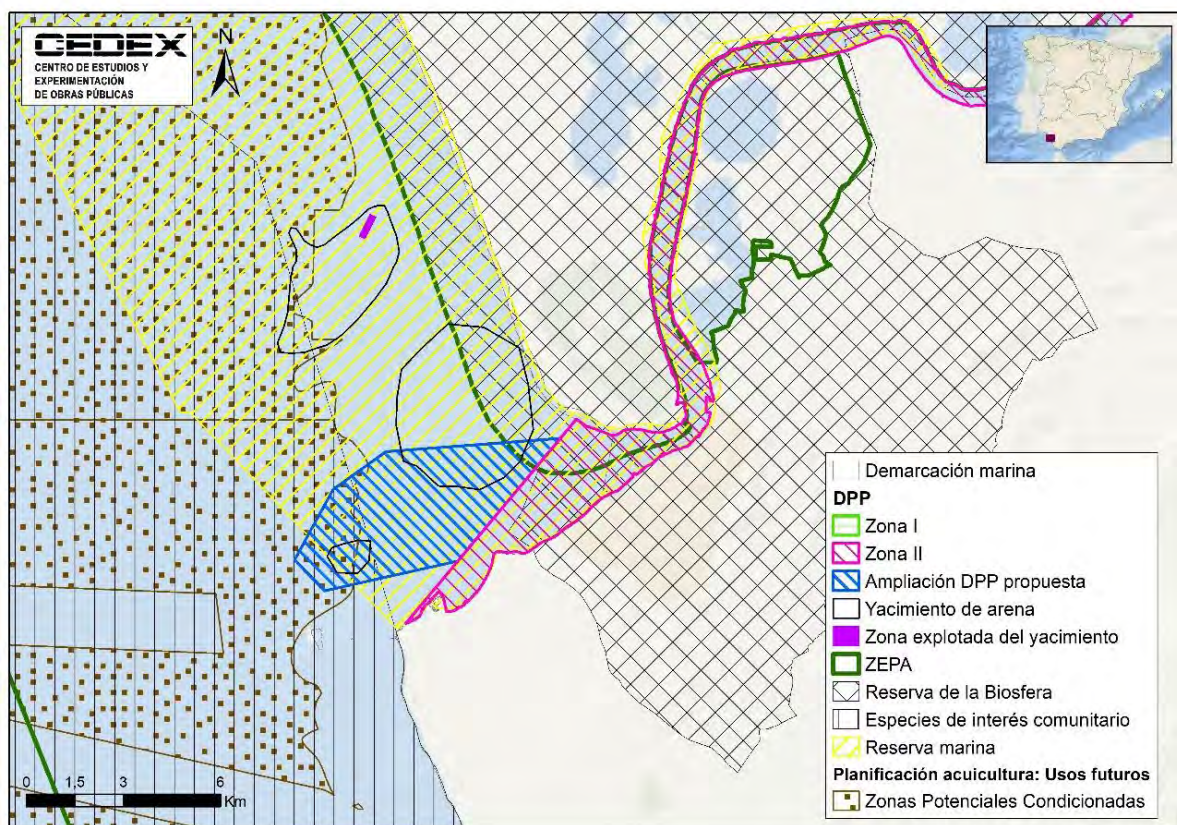 CEDEX
CENTRO DE ESTUDIOS Y
EXPERIMENTACIÓN
DE OBRAS PÚBLICAS
N
Demarcación marina
DPP
Zona I
Zona II
Ampliación DPP propuesta
Yacimiento de arena
Zona explotada del yacimiento
ZEPA
Reserva de la Biosfera
Especies de interés comunitario
Reserva marina
Planificación acuicultura: Usos futuros
Zonas Potenciales Condicionadas
0 1,5 3 6
Km